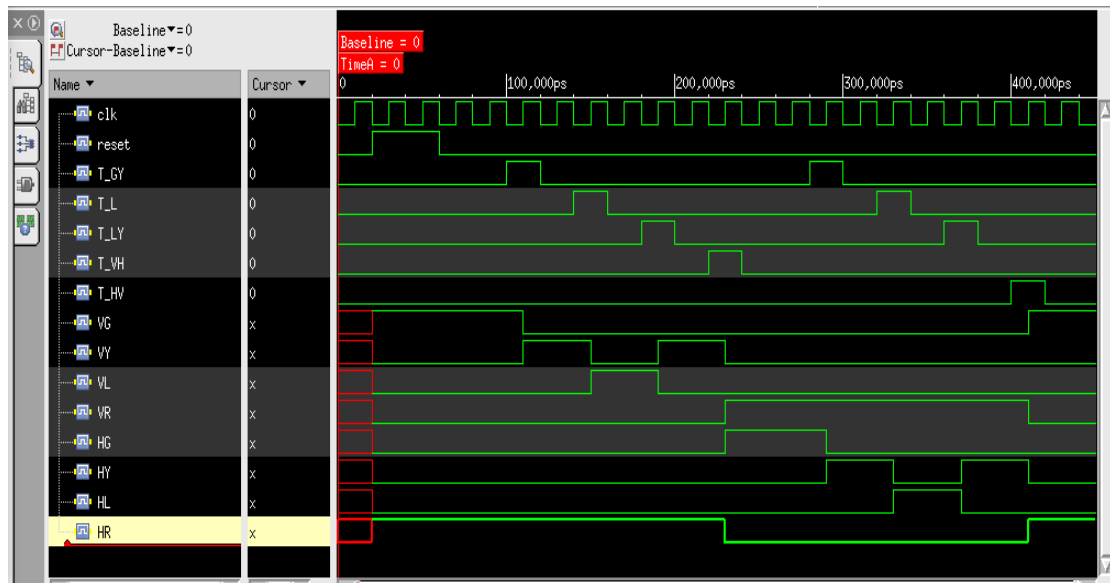 Baseline▼=0
Cursor-Baseline▼=0
Baseline = 0
TimeA = 0
Name ▼ Cursor ▼ 0 |100,000ps |200,000ps |300,000ps |400,000ps
clk 0
reset 0
T_GY 0
T_L 0
T_LY 0
T_VH 0
T_HV 0
VG x
VY x
VL x
VR x
HG x
HY x
HL x
HR x